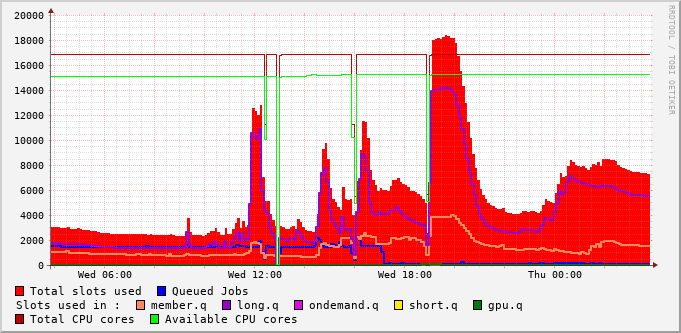 20000
18000
16000
14000
12000
10000
8000
6000
4000
2000
0
Wed 06:00 Wed 12:00 Wed 18:00 Thu 00:00
RRDTOOL / TOBI OETIKER
Total slots used Queued Jobs
Slots used in : member.q long.q ondemand.q short.q gpu.q
Total CPU cores Available CPU cores